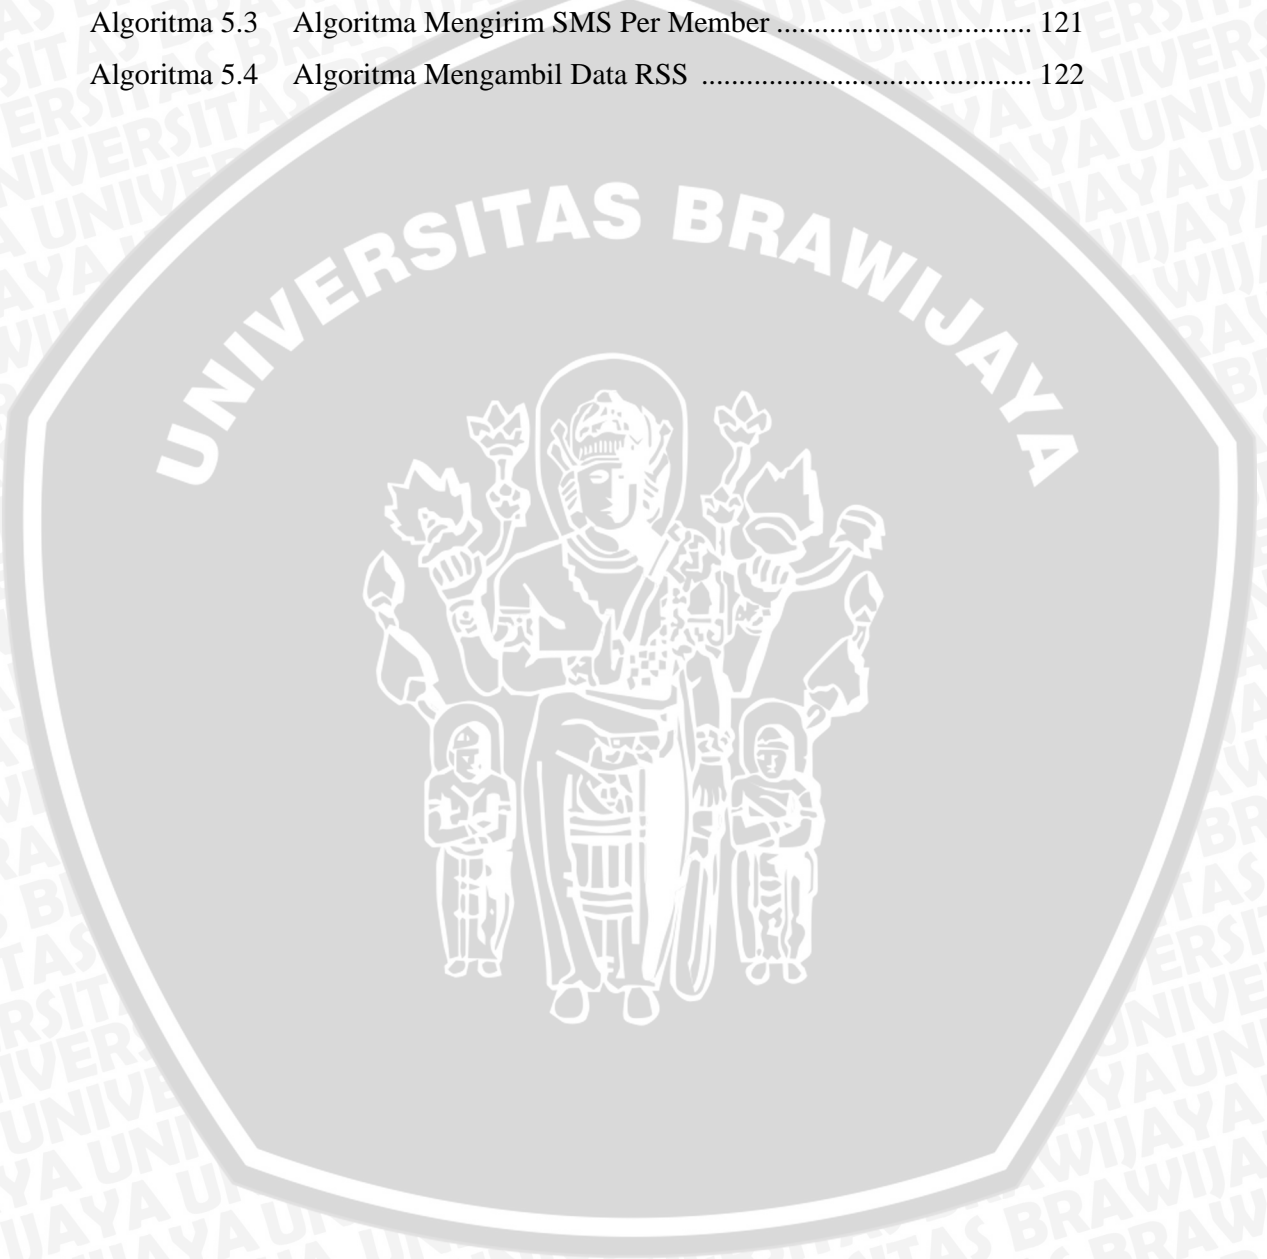 Algoritma 5.3 Algoritma Mengirim SMS Per Member .................................. 121
Algoritma 5.4 Algoritma Mengambil Data RSS ............................................ 122
UNIVERSITAS BRAWIJAYA